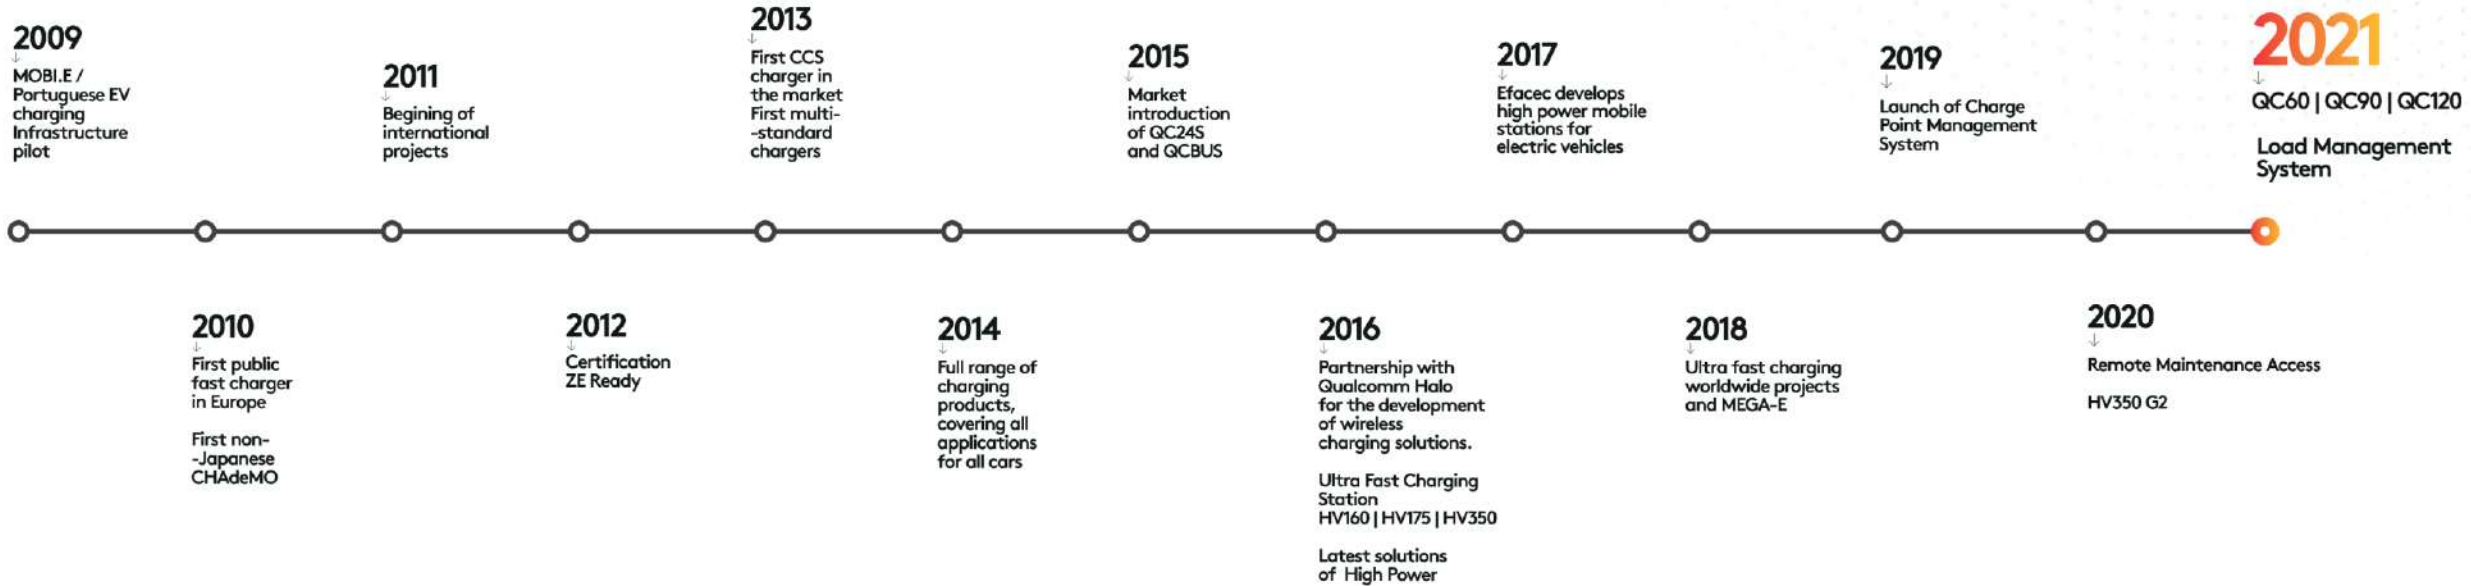 2009
MOBI.E /
Portuguese EV
charging
Infrastructure
pilot
2010
First public
fast charger
in Europe
First non-
-Japanese
CHAdeMO
2011
Begining of
international
projects
2012
Certification
ZE Ready
2013
First CCS
charger in
the market
First multi-
-standard
chargers
2014
Full range of
charging
products,
covering all
applications
for all cars
2015
Market
introduction
of QC24S
and QCBUS
2016
Partnership with
Qualcomm Halo
for the development
of wireless
charging solutions.
Ultra Fast Charging
Station
HV160 | HV175 | HV350
Latest solutions
of High Power
2017
Efacec develops
high power mobile
stations for
electric vehicles
2018
Ultra fast charging
worldwide projects
and MEGA-E
2019
Launch of Charge
Point Management
System
2020
Remote Maintenance Access
HV350 G2
2021
QC60 | QC90 | QC120
Load Management
System